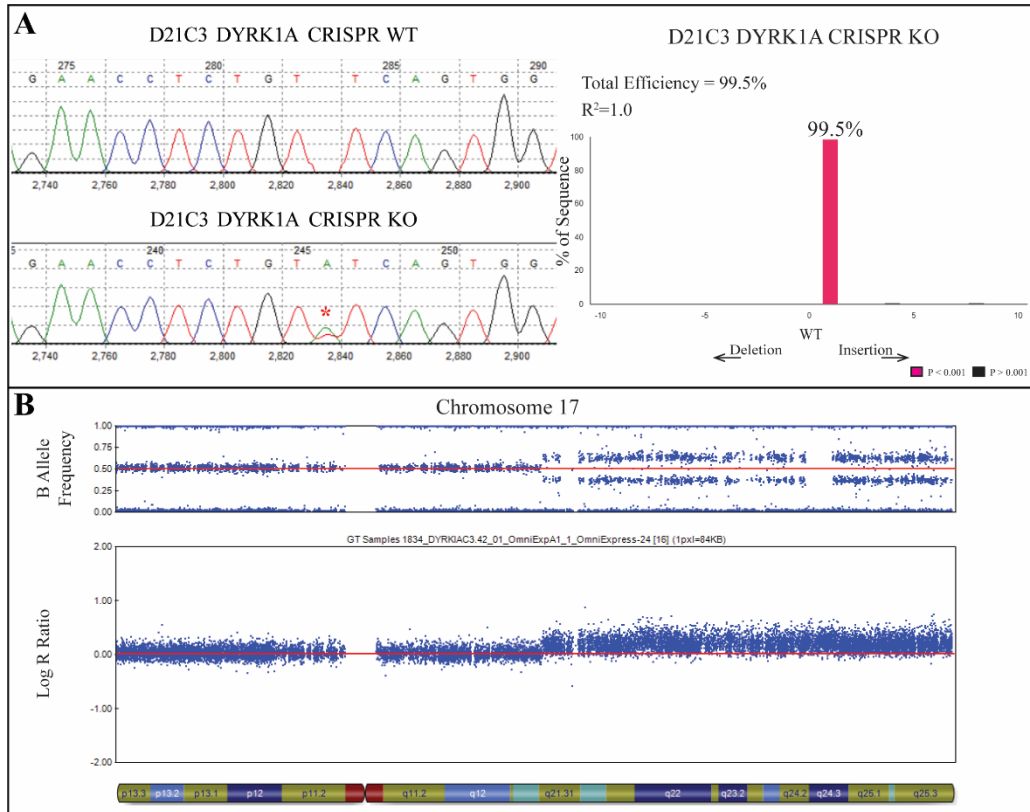 A
D21C3 DYRK1A CRISPR WT
275 280 285 290
G A A C C T C T G T T C A G T G G
2,740 2,760 2,780 2,800 2,820 2,840 2,860 2,880 2,900
D21C3 DYRK1A CRISPR KO
5 240 245 250
G A A C C T C T G T A T C A G T G G
*
2,740 2,760 2,780 2,800 2,820 2,840 2,860 2,880 2,900
D21C3 DYRK1A CRISPR KO
Total Efficiency = 99.5%
R²=1.0
99.5%
% of Sequence
100
80
60
40
20
0
-10 -5 0 5 10
WT
Deletion Insertion
P < 0.001 P > 0.001
B
Chromosome 17
B Allele
Frequency
1.00
0.75
0.50
0.25
0.00
GT Samples 1834_DYRKIAC3.42_01_OmniExpA1_1_OmniExpress-24 [16] (1pxl=84KB)
Log R Ratio
2.00
1.00
0.00
-1.00
-2.00
p13.3 p13.2 p13.1 p12 p11.2 q11.2 q12 q21.31 q22 q23.2 q24.2 q24.3 q25.1 q25.3